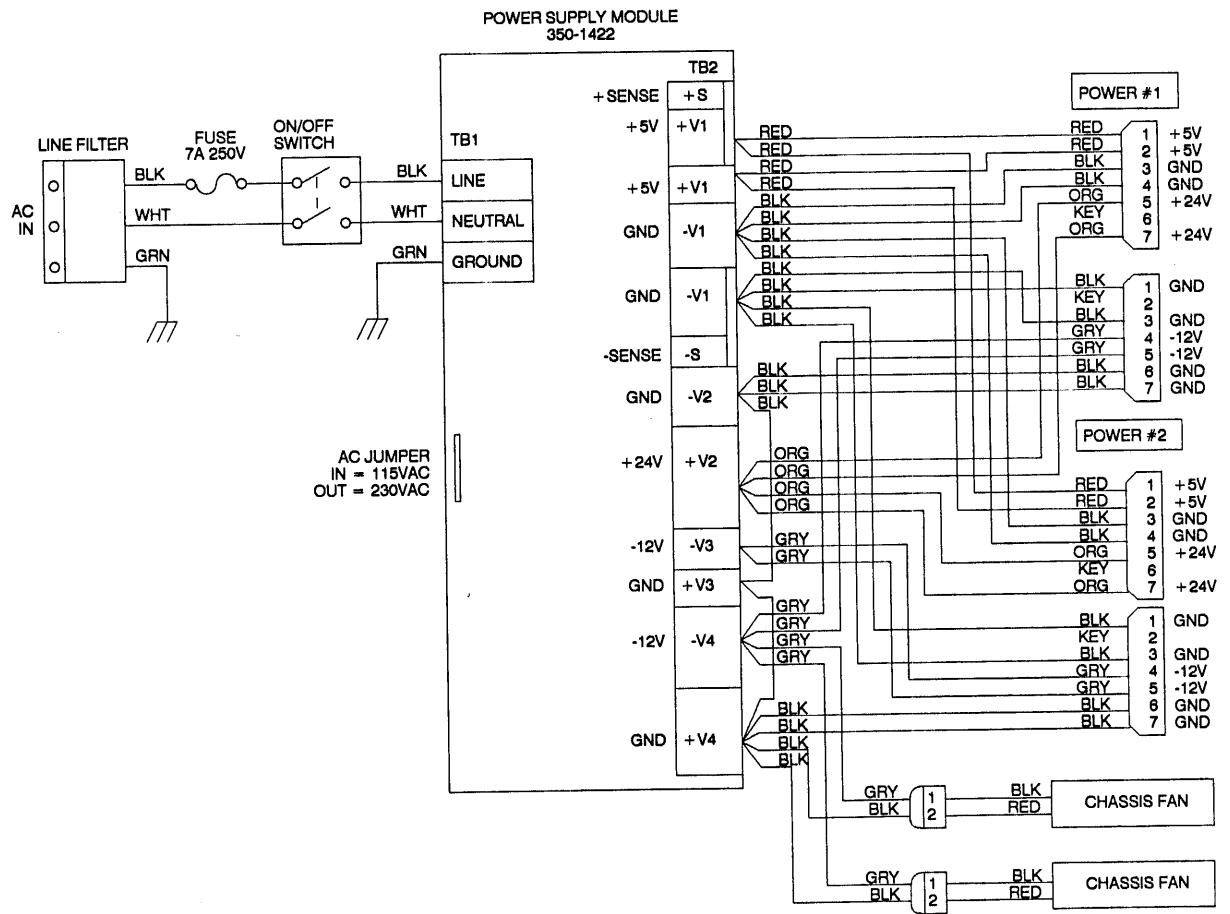 POWER SUPPLY MODULE
350-1422
LINE FILTER
AC
IN
BLK
WHT
GRN
FUSE
7A 250V
ON/OFF
SWITCH
BLK
WHT
GRN
TB1
LINE
NEUTRAL
GROUND
AC JUMPER
IN = 115VAC
OUT = 230VAC
TB2
+SENSE +S
+5V +V1
+5V +V1
GND -V1
GND -V1
-SENSE -S
GND -V2
+24V +V2
-12V -V3
GND +V3
-12V -V4
GND +V4
RED
RED
RED
RED
BLK
BLK
BLK
BLK
BLK
BLK
BLK
BLK
BLK
BLK
BLK
ORG
ORG
ORG
ORG
GRY
GRY
GRY
GRY
GRY
GRY
BLK
BLK
BLK
BLK
POWER #1
RED 1 +5V
RED 2 +5V
BLK 3 GND
BLK 4 GND
ORG 5 +24V
KEY 6
ORG 7 +24V
BLK 1 GND
KEY 2
BLK 3 GND
GRY 4 -12V
GRY 5 -12V
BLK 6 GND
BLK 7 GND
POWER #2
RED 1 +5V
RED 2 +5V
BLK 3 GND
BLK 4 GND
ORG 5 +24V
KEY 6
ORG 7 +24V
BLK 1 GND
KEY 2
BLK 3 GND
GRY 4 -12V
GRY 5 -12V
BLK 6 GND
BLK 7 GND
GRY 1 BLK
BLK 2 RED
CHASSIS FAN
GRY 1 BLK
BLK 2 RED
CHASSIS FAN